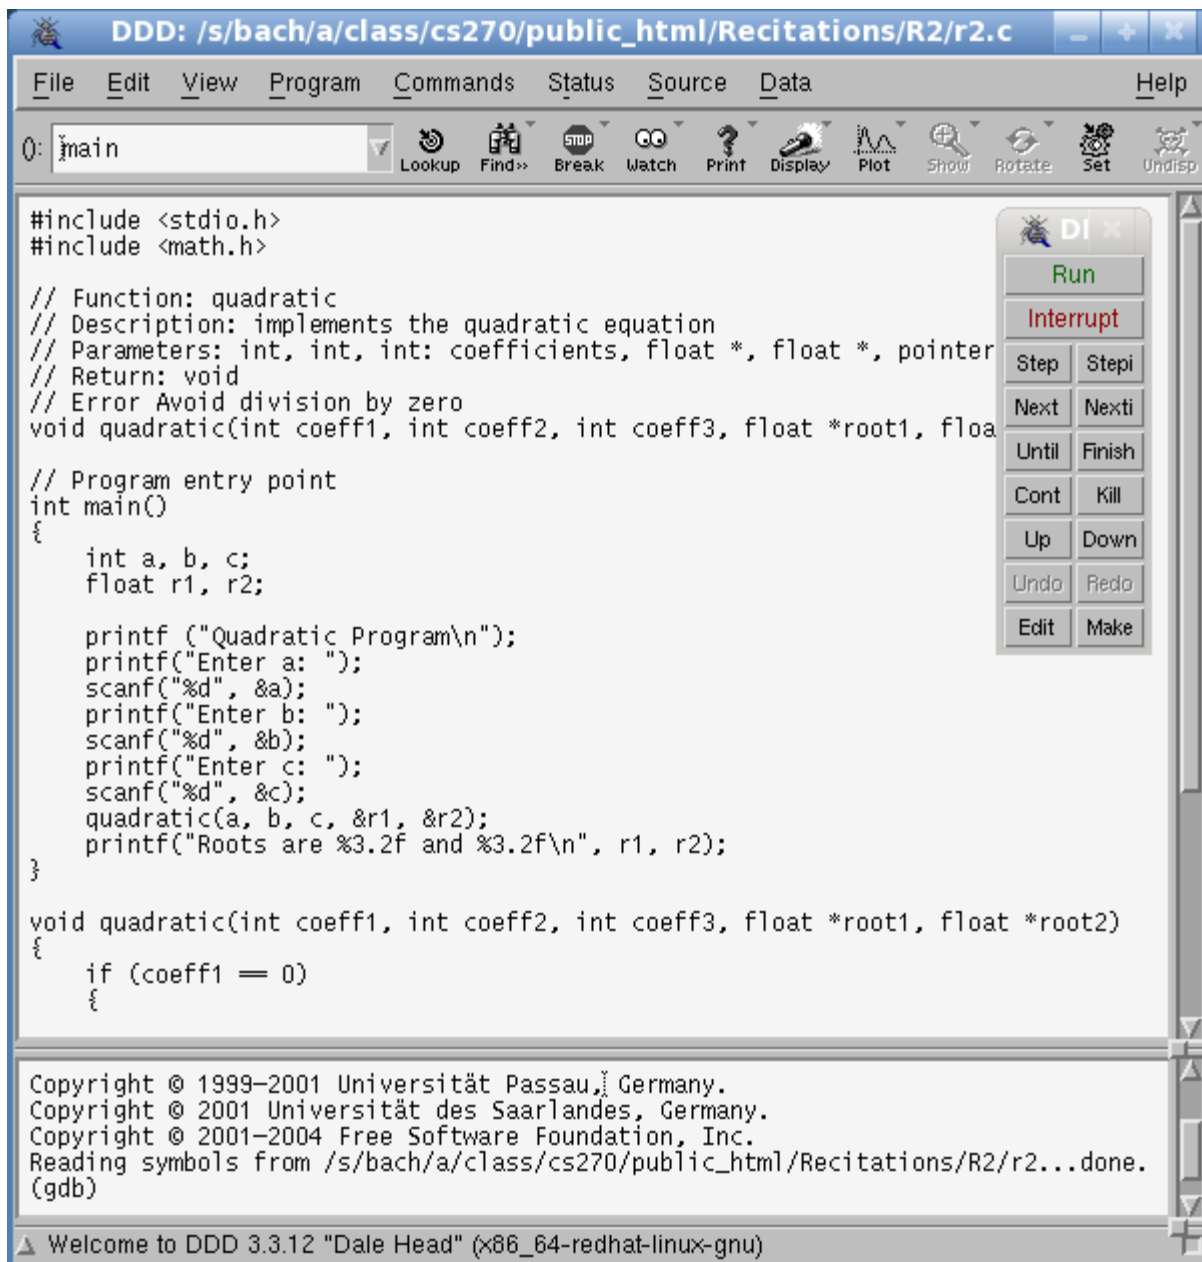 DDD: /s/bach/a/class/cs270/public_html/Recitations/R2/r2.c
File Edit View Program Commands Status Source Data Help
(): main
Lookup Find» Break Watch Print Display Plot Show Rotate Set Undisp
STOP
#include <stdio.h>
#include <math.h>
// Function: quadratic
// Description: implements the quadratic equation
// Parameters: int, int, int: coefficients, float *, float *, pointer
// Return: void
// Error Avoid division by zero
void quadratic(int coeff1, int coeff2, int coeff3, float *root1, floa
// Program entry point
int main()
{
    int a, b, c;
    float r1, r2;
    printf ("Quadratic Program\n");
    printf("Enter a: ");
    scanf("%d", &a);
    printf("Enter b: ");
    scanf("%d", &b);
    printf("Enter c: ");
    scanf("%d", &c);
    quadratic(a, b, c, &r1, &r2);
    printf("Roots are %3.2f and %3.2f\n", r1, r2);
}
void quadratic(int coeff1, int coeff2, int coeff3, float *root1, float *root2)
{
    if (coeff1 == 0)
    {
Run
Interrupt
Step Stepi
Next Nexti
Until Finish
Cont Kill
Up Down
Undo Redo
Edit Make
Copyright © 1999-2001 Universität Passau, Germany.
Copyright © 2001 Universität des Saarlandes, Germany.
Copyright © 2001-2004 Free Software Foundation, Inc.
Reading symbols from /s/bach/a/class/cs270/public_html/Recitations/R2/r2...done.
(gdb)
Welcome to DDD 3.3.12 "Dale Head" (x86_64-redhat-linux-gnu)